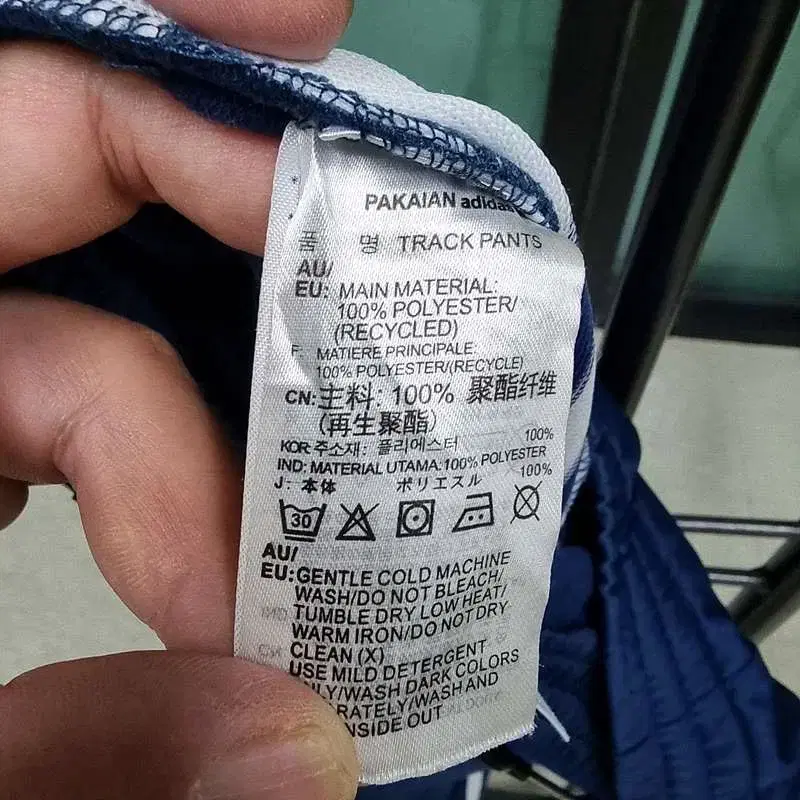 PAKAIAN adidas
품 명 TRACK PANTS
AU/
EU: MAIN MATERIAL:
100% POLYESTER/
(RECYCLED)
F: MATIERE PRINCIPALE:
100% POLYESTER/(RECYCLE)
CN: 主料: 100% 聚酯纤维
(再生聚酯)
KOR:주소재: 폴리에스터 100%
IND: MATERIAL UTAMA:100% POLYESTER
J: 本体 ポリエステル 100%
30
AU/
EU: GENTLE COLD MACHINE
WASH/DO NOT BLEACH/
TUMBLE DRY LOW HEAT/
WARM IRON/DO NOT DRY
CLEAN (X)
USE MILD DETERGENT
/WASH DARK COLORS
/WASH AND
INSIDE OUT